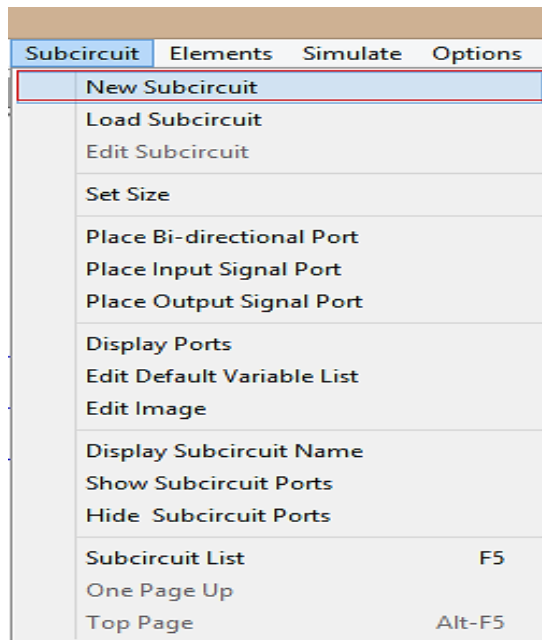 Subcircuit Elements Simulate Options
New Subcircuit
Load Subcircuit
Edit Subcircuit
Set Size
Place Bi-directional Port
Place Input Signal Port
Place Output Signal Port
Display Ports
Edit Default Variable List
Edit Image
Display Subcircuit Name
Show Subcircuit Ports
Hide  Subcircuit Ports
Subcircuit List F5
One Page Up
Top Page Alt-F5